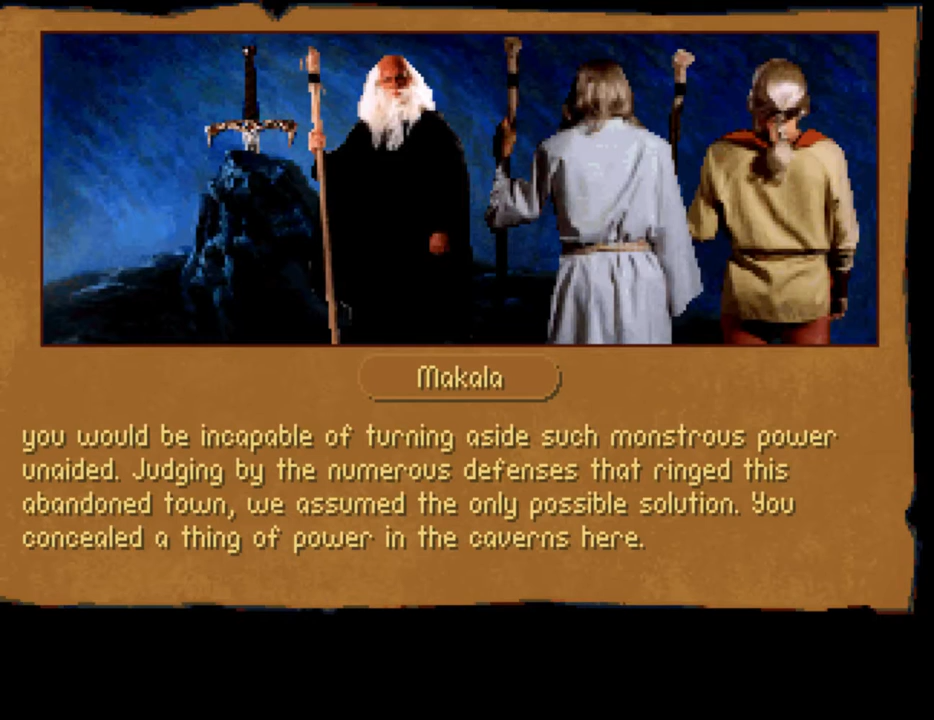 Makala
you would be incapable of turning aside such monstrous power
unaided. Judging by the numerous defenses that ringed this
abandoned town, we assumed the only possible solution. You
concealed a thing of power in the caverns here.